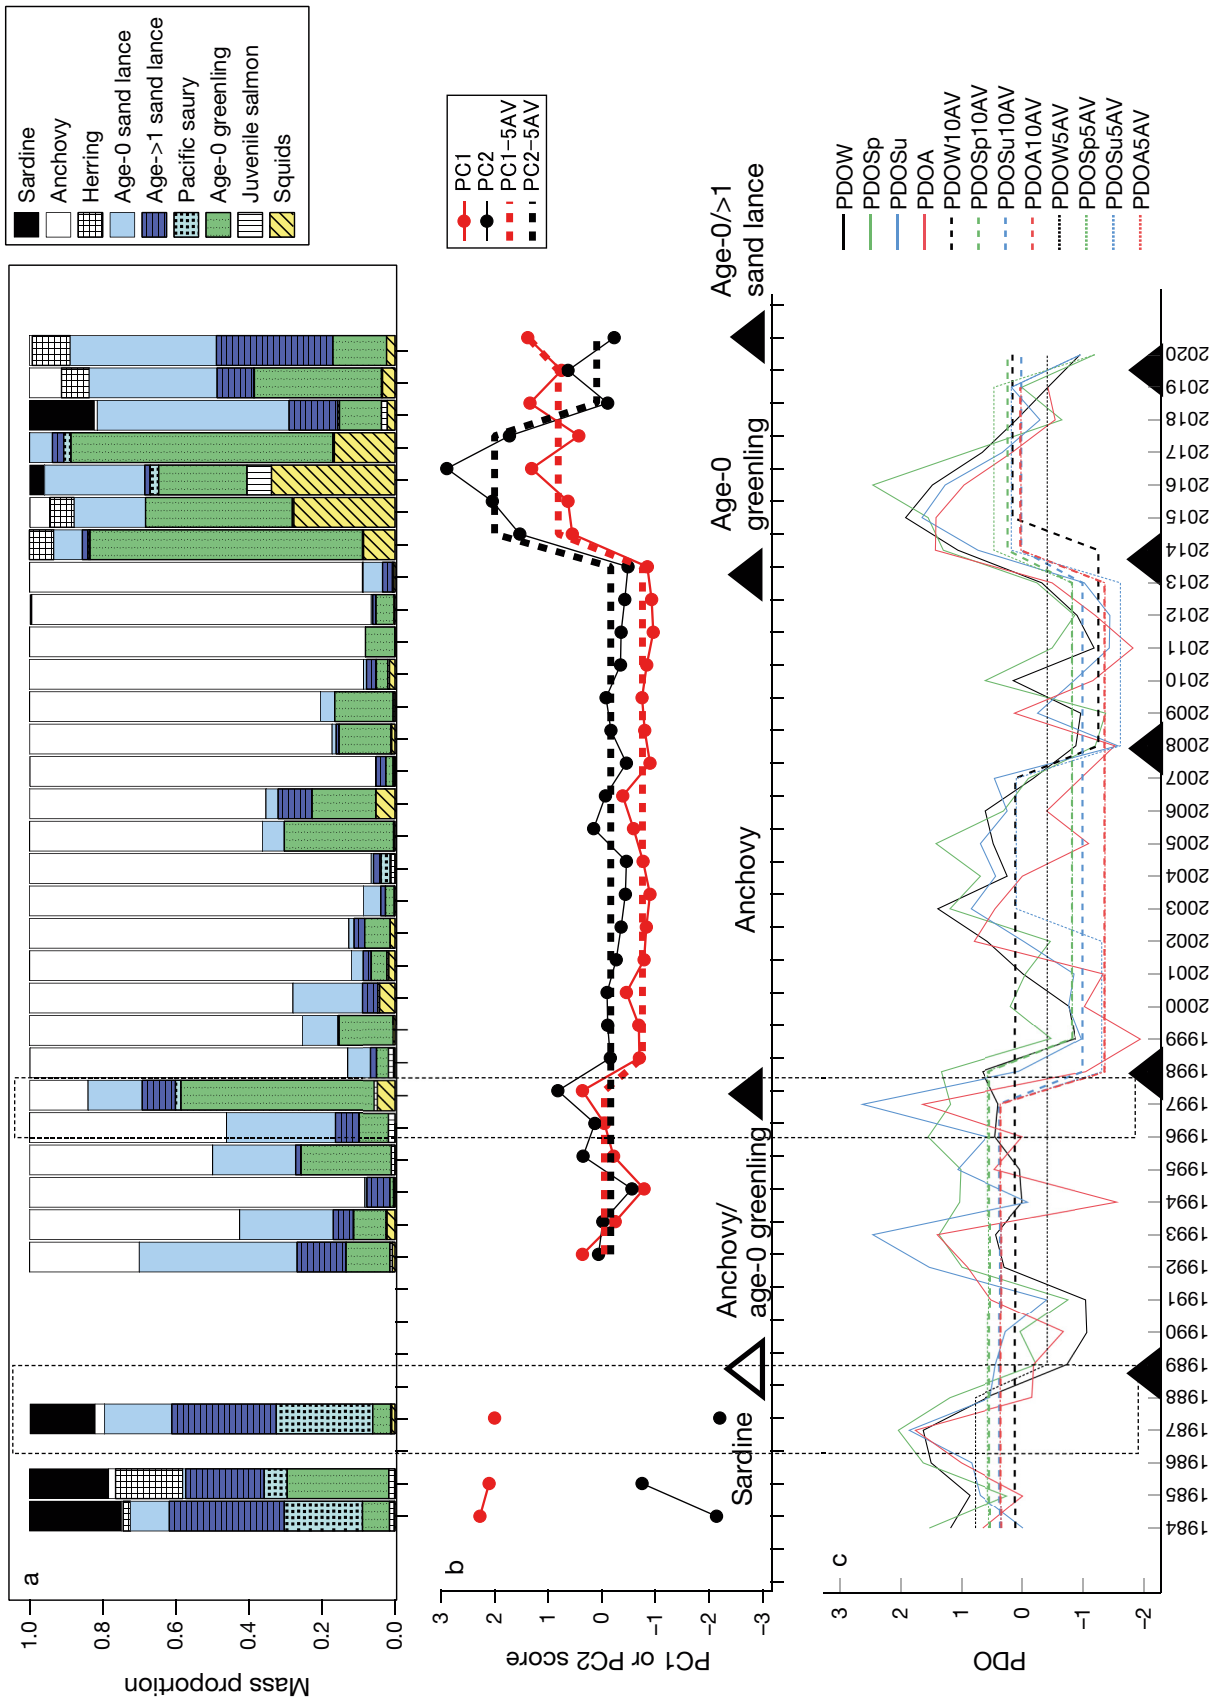 a
Mass proportion
1.0
0.8
0.6
0.4
0.2
0.0
Sardine
Anchovy
Herring
Age-0 sand lance
Age->1 sand lance
Pacific saury
Age-0 greenling
Juvenile salmon
Squids
b
PC1 or PC2 score
3
2
1
0
−1
−2
−3
PC1
PC2
PC1−5AV
PC2−5AV
Sardine
Anchovy/
age-0 greenling
Anchovy
Age-0
greenling
Age-0/>1
sand lance
c
PDO
3
2
1
0
−1
−2
PDOW
PDOSp
PDOSu
PDOA
PDOW10AV
PDOSp10AV
PDOSu10AV
PDOA10AV
PDOW5AV
PDOSp5AV
PDOSu5AV
PDOA5AV
1984
1985
1986
1987
1988
1989
1990
1991
1992
1993
1994
1995
1996
1997
1998
1999
2000
2001
2002
2003
2004
2005
2006
2007
2008
2009
2010
2011
2012
2013
2014
2015
2016
2017
2018
2019
2020